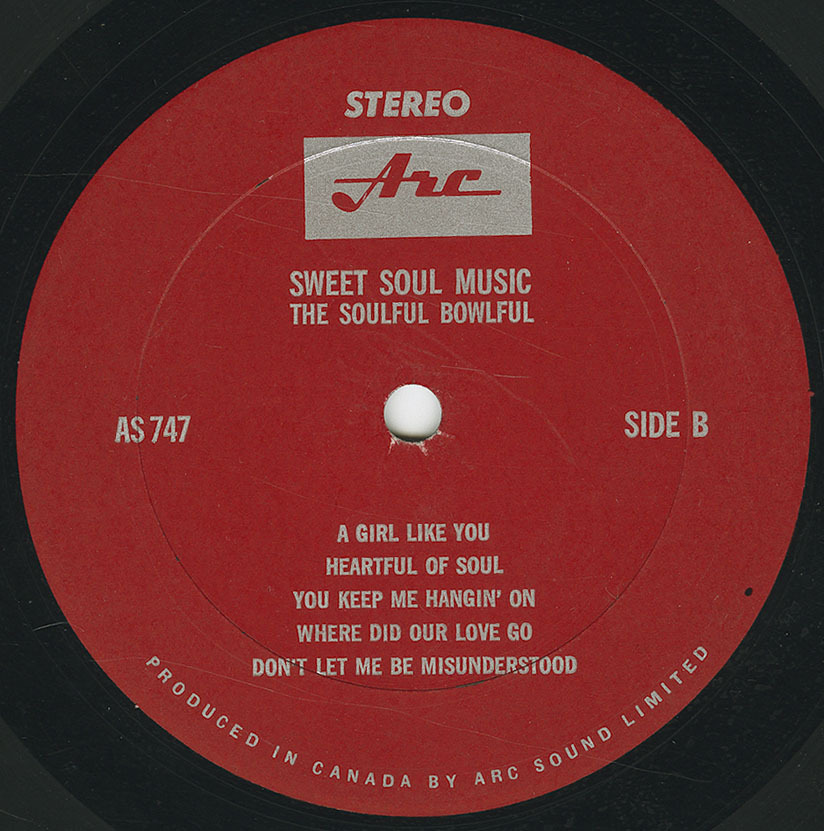 STEREO
Arc
SWEET SOUL MUSIC
THE SOULFUL BOWLFUL
AS 747
SIDE B
A GIRL LIKE YOU
HEARTFUL OF SOUL
YOU KEEP ME HANGIN' ON
WHERE DID OUR LOVE GO
DON'T LET ME BE MISUNDERSTOOD
PRODUCED IN CANADA BY ARC SOUND LIMITED